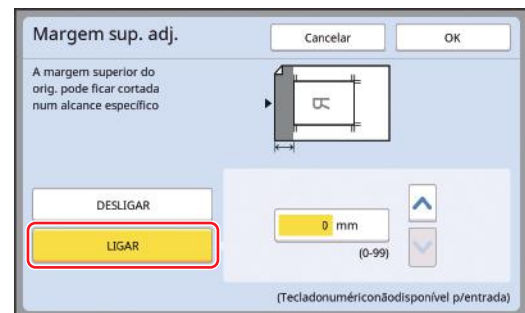 Margem sup. adj.
Cancelar
OK
A margem superior do
orig. pode ficar cortada
num alcance específico
R
DESLIGAR
LIGAR
0 mm
(0-99)
(Tecladonumériconãodisponível p/entrada)